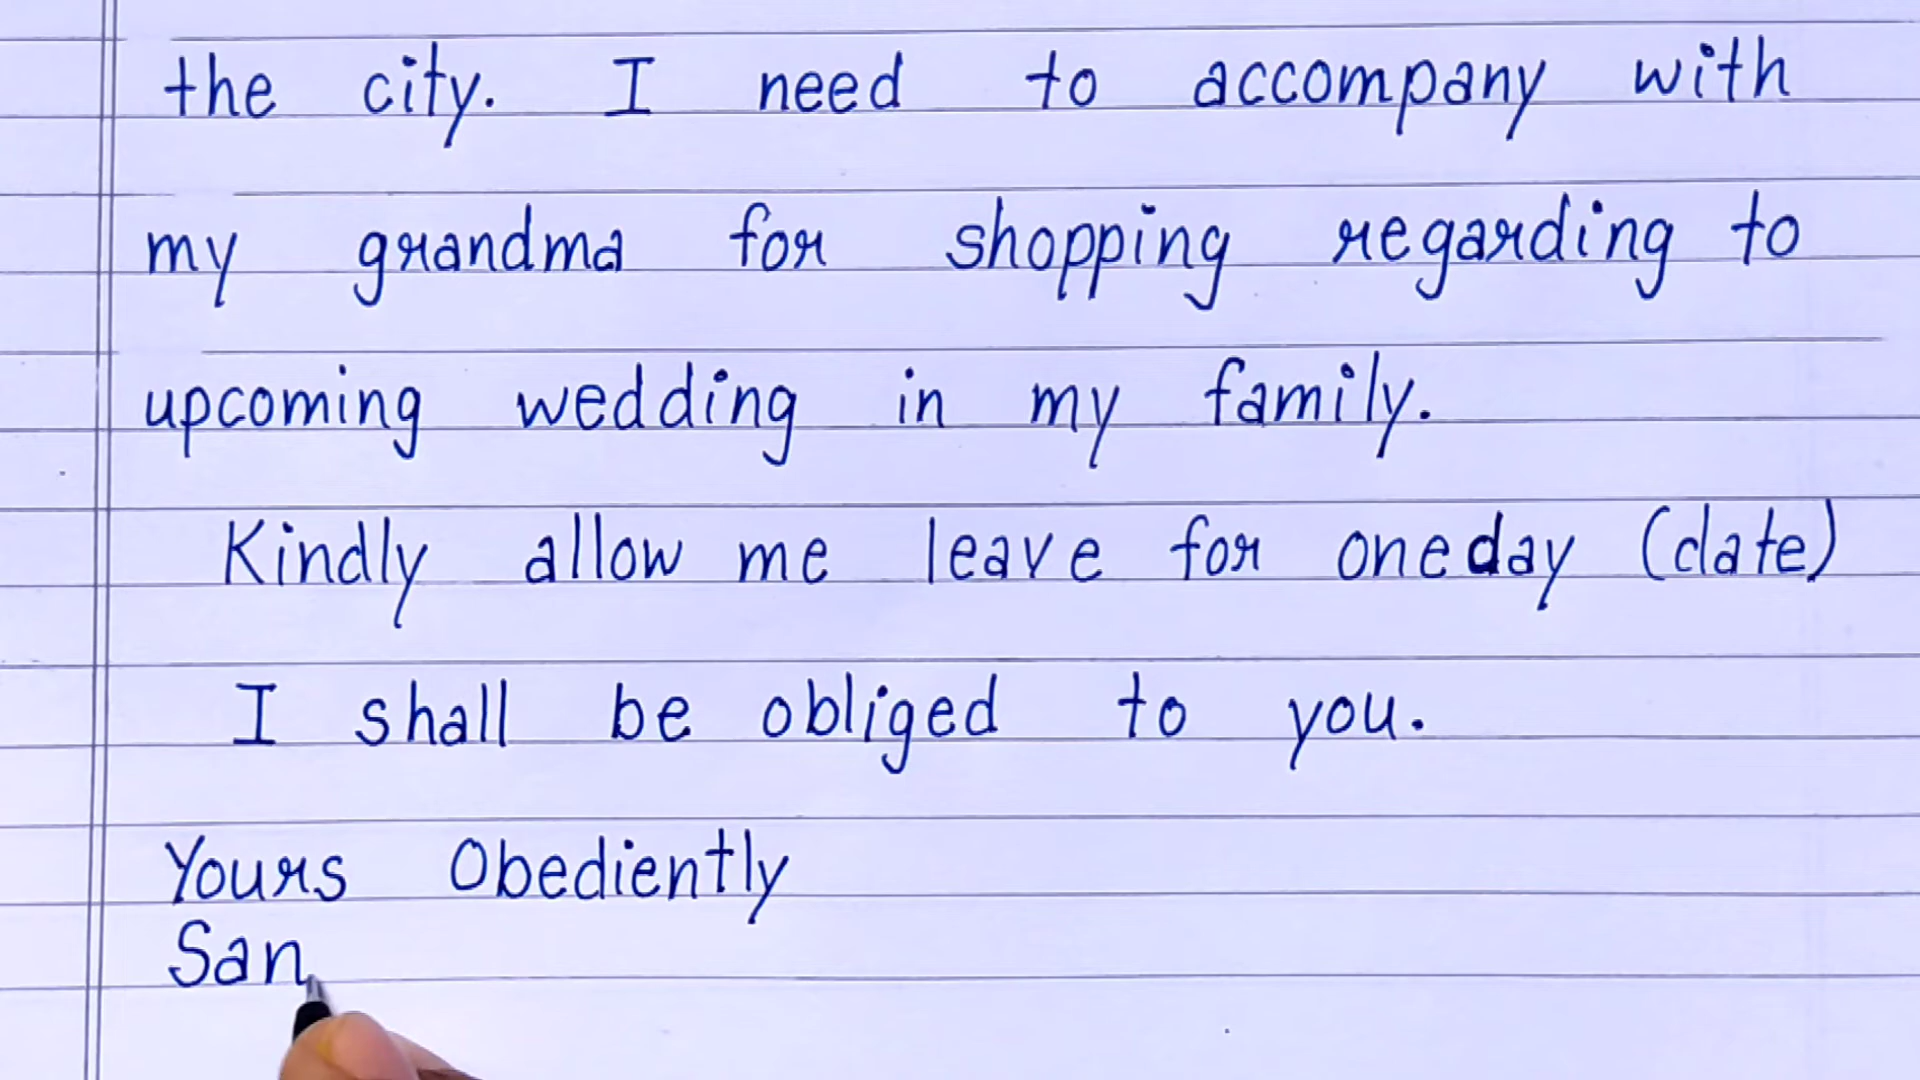 the city. I need to accompany with
my grandma for shopping regarding to
upcoming wedding in my family.
Kindly allow me leave for oneday (date)
I shall be obliged to you.
Yours Obediently
San